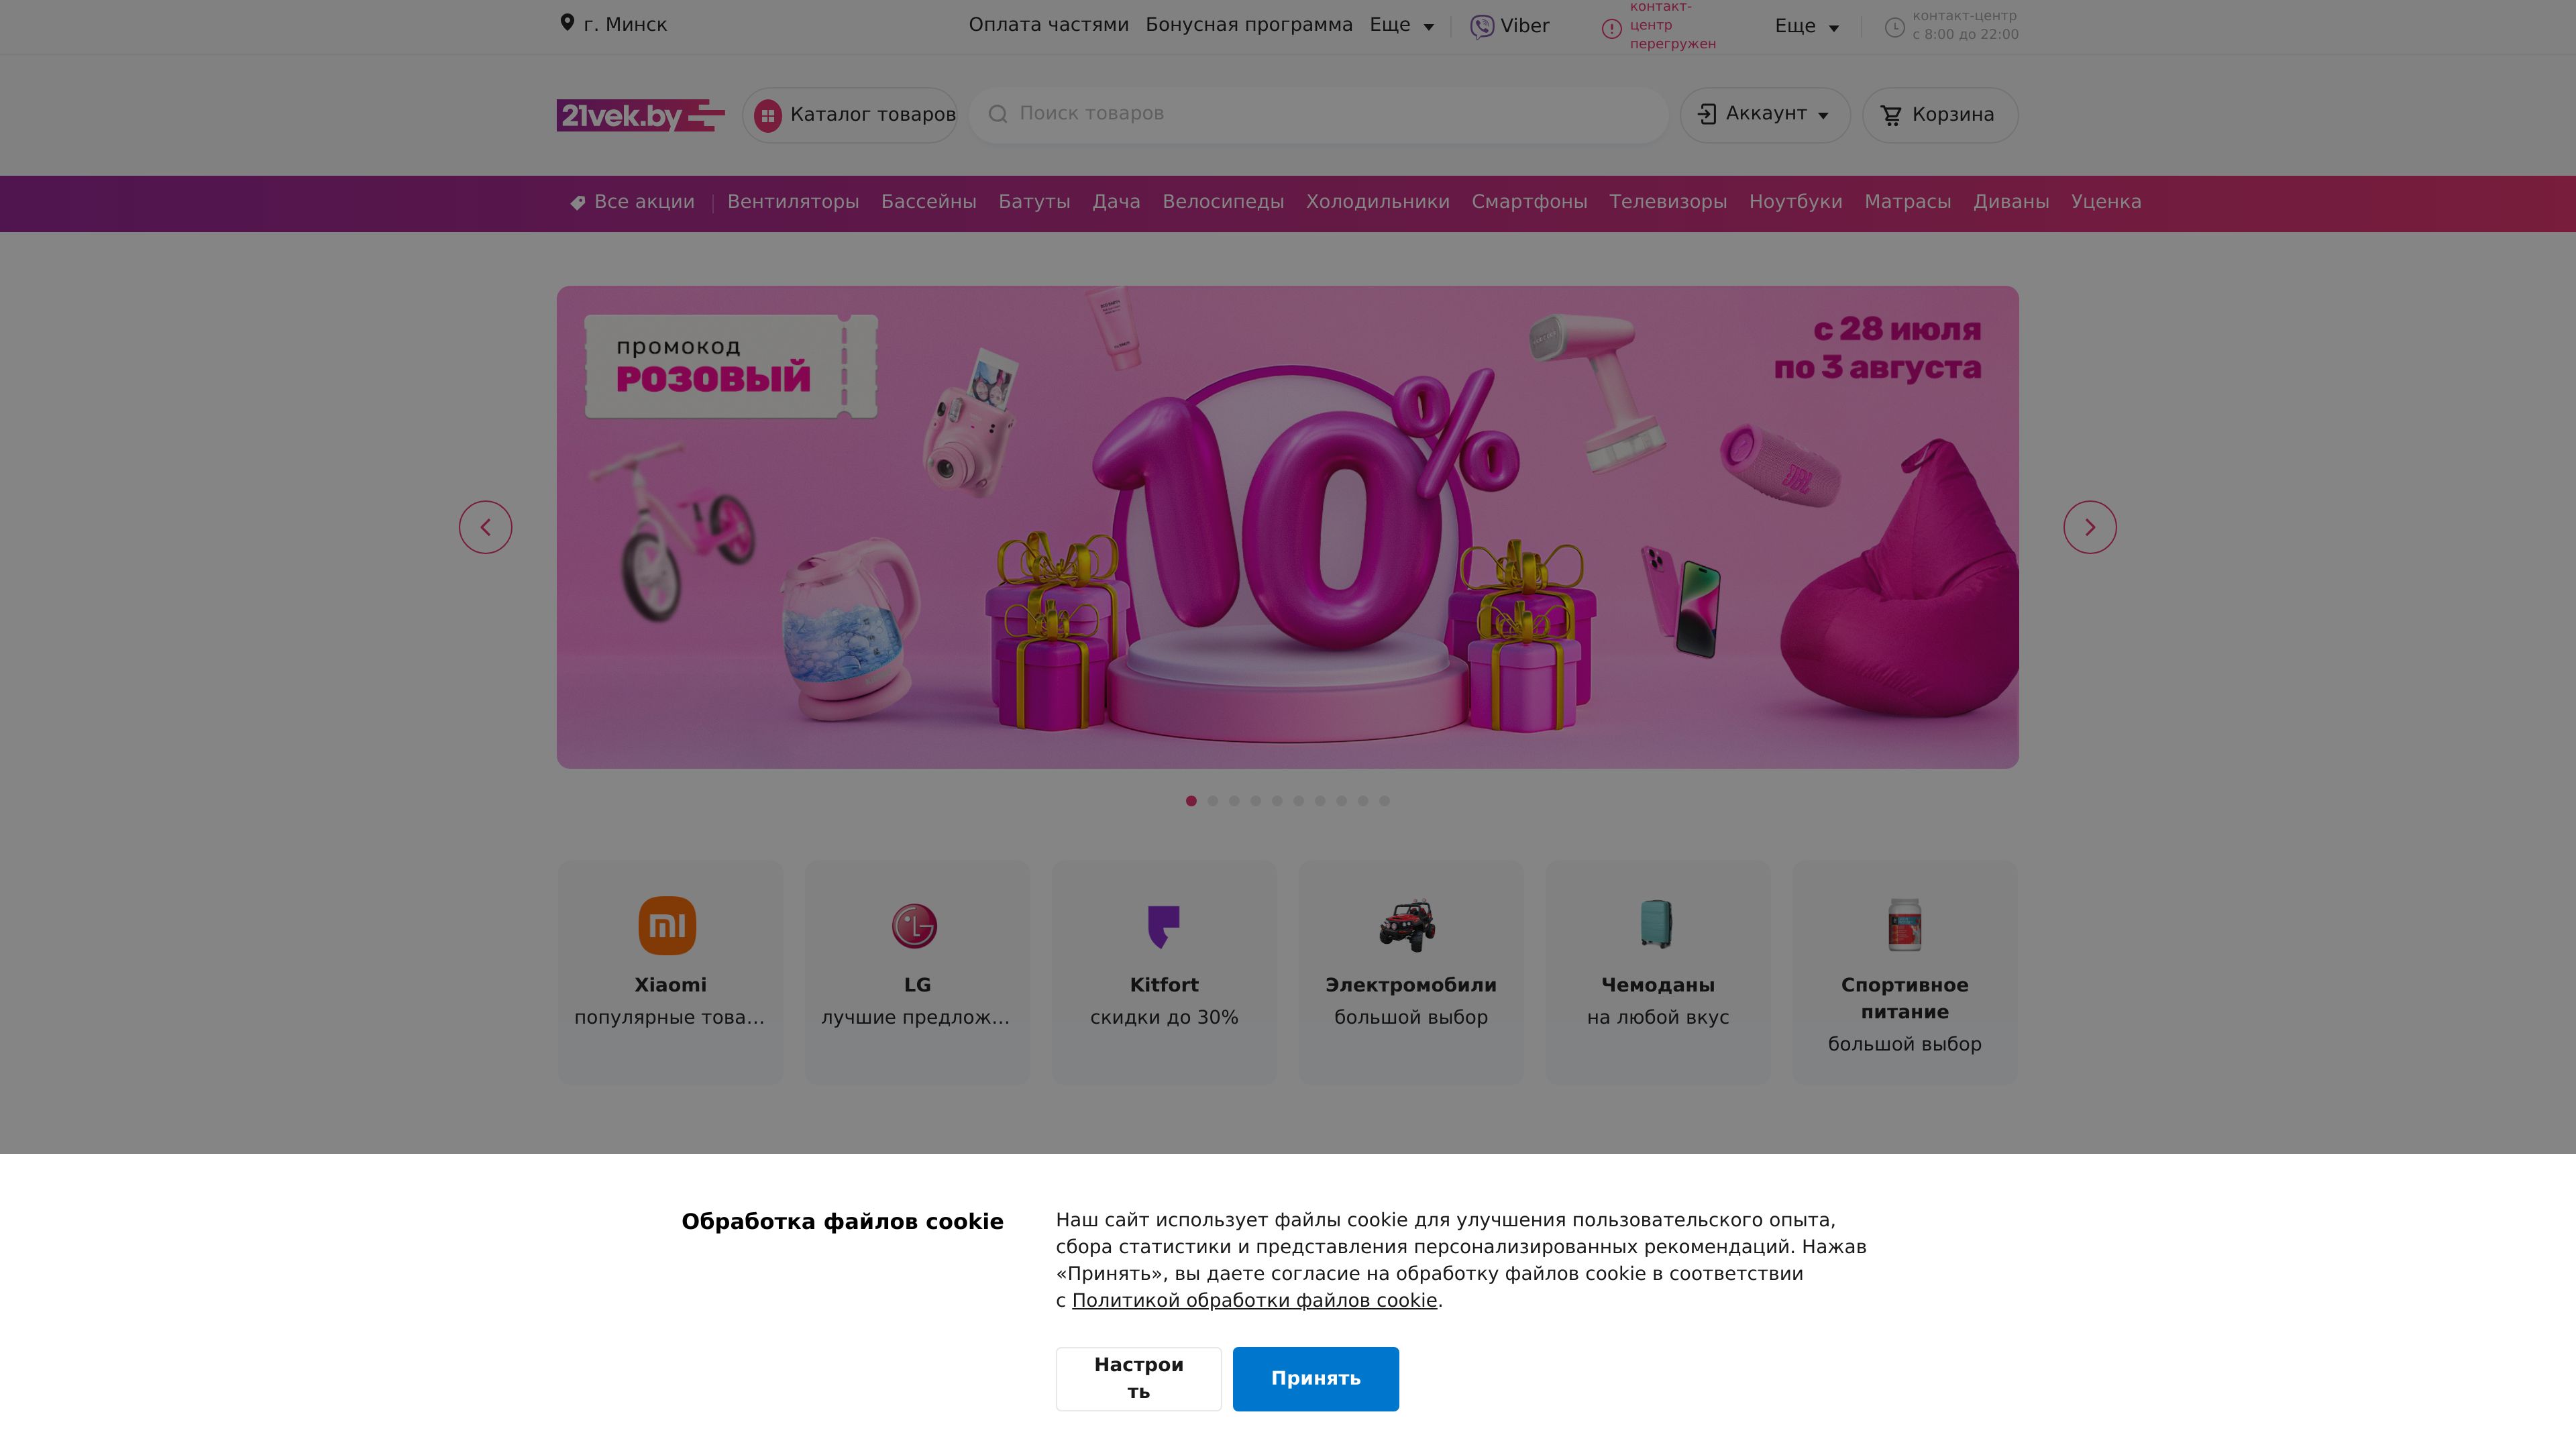 г. Минск
Оплата частями Бонусная программа Еще
Viber
контакт-
центр
перегружен
Еще
контакт-центр
с 8:00 до 22:00
21vek.by
Каталог товаров
Поиск товаров
Аккаунт
Корзина
Все акции Вентиляторы Бассейны Батуты Дача Велосипеды Холодильники Смартфоны Телевизоры Ноутбуки Матрасы Диваны Уценка
промокод
РОЗОВЫЙ
с 28 июля
по 3 августа
10%
JBL
Xiaomi
популярные това...
LG
лучшие предлож...
Kitfort
скидки до 30%
Электромобили
большой выбор
Чемоданы
на любой вкус
Спортивное
питание
большой выбор
Обработка файлов cookie
Наш сайт использует файлы cookie для улучшения пользовательского опыта,
сбора статистики и представления персонализированных рекомендаций. Нажав
«Принять», вы даете согласие на обработку файлов cookie в соответствии
с Политикой обработки файлов cookie.
Настрои
ть
Принять